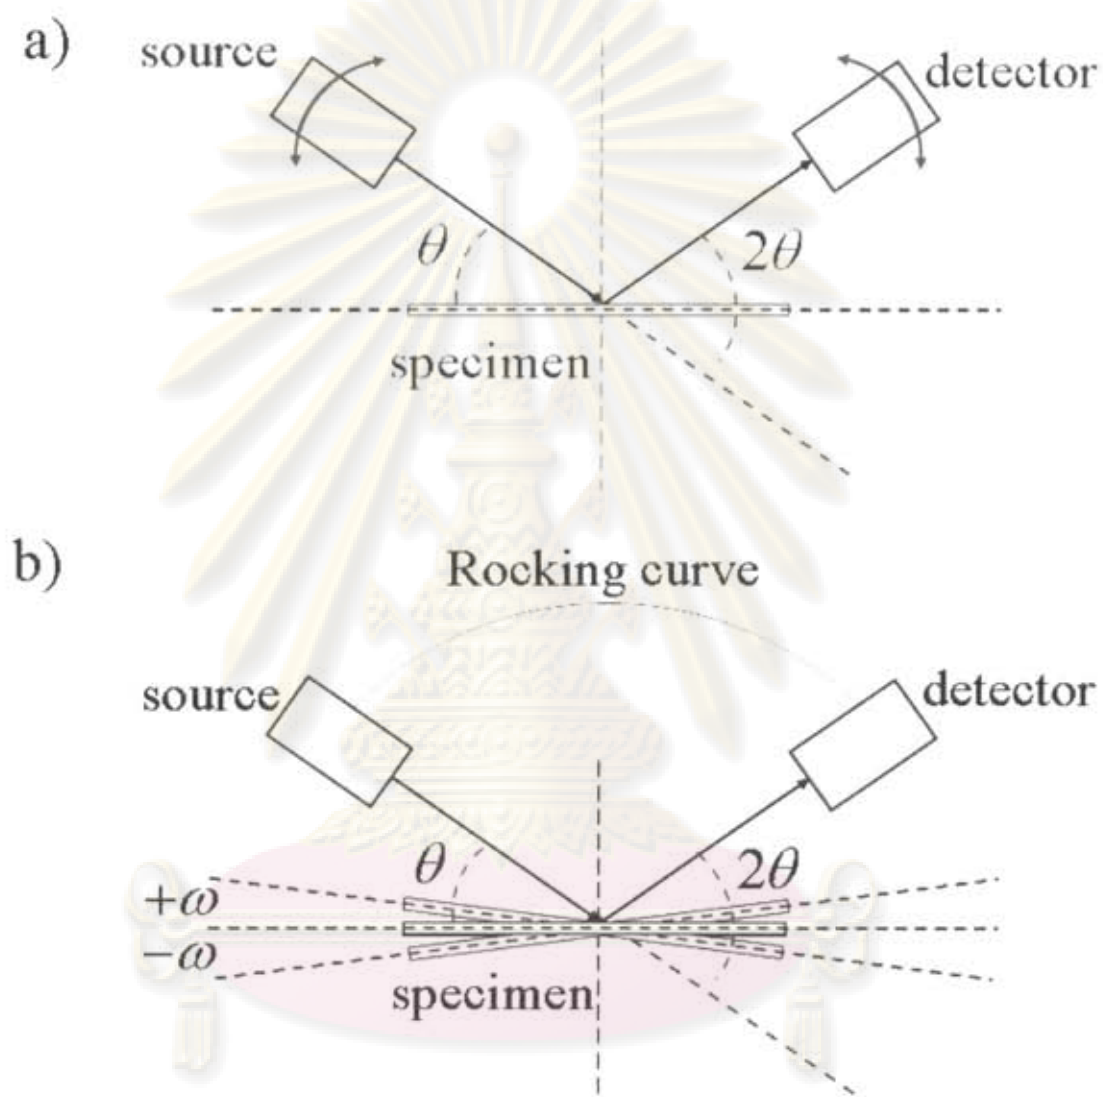 a)
source
detector
θ
2θ
specimen
b)
Rocking curve
source
detector
θ
2θ
+ω
−ω
specimen